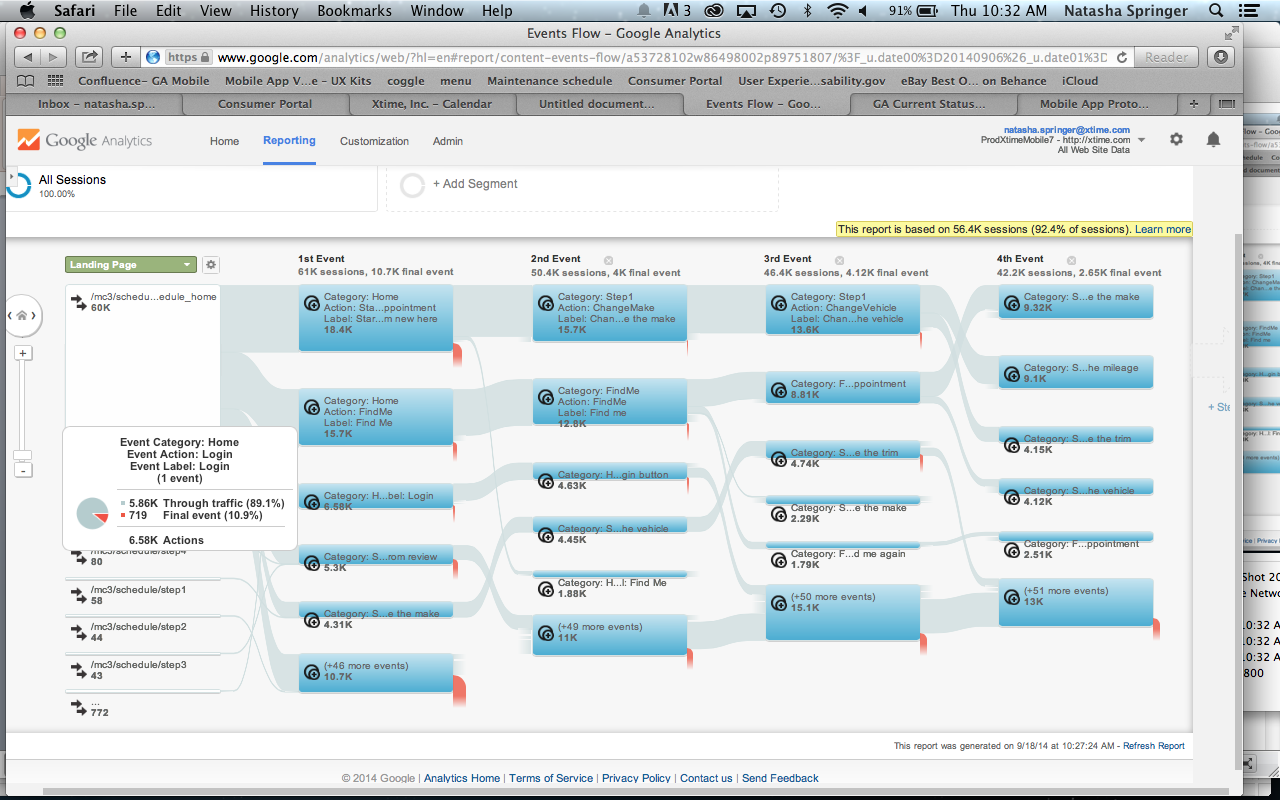 Safari File Edit View History Bookmarks Window Help 3 91% Thu 10:32 AM Natasha Springer
Events Flow – Google Analytics
https www.google.com/analytics/web/?hl=en#report/content-events-flow/a53728102w86498002p89751807/%3F_u.date00%3D20140906%26_u.date01%3D Reader
Confluence– GA Mobile Mobile App V...e – UX Kits coggle menu Maintenance schedule Consumer Portal User Experie...sability.gov eBay Best O... on Behance iCloud
Inbox – natasha.sp... Consumer Portal Xtime, Inc. – Calendar Untitled document... Events Flow – Goo... GA Current Status... Mobile App Proto...
Google Analytics Home Reporting Customization Admin
natasha.springer@xtime.com
ProdXtimeMobile7 - http://xtime.com
All Web Site Data
All Sessions
100.00%
+ Add Segment
This report is based on 56.4K sessions (92.4% of sessions). Learn more
Landing Page
1st Event
61K sessions, 10.7K final event
2nd Event
50.4K sessions, 4K final event
3rd Event
46.4K sessions, 4.12K final event
4th Event
42.2K sessions, 2.65K final event
/mc3/schedu...edule_home
60K
Event Category: Home
Event Action: Login
Event Label: Login
(1 event)
5.86K Through traffic (89.1%)
719 Final event (10.9%)
6.58K Actions
80
/mc3/schedule/step1
58
/mc3/schedule/step2
44
/mc3/schedule/step3
43
...
772
Category: Home
Action: Sta...ppointment
Label: Star...m new here
18.4K
Category: Home
Action: FindMe
Label: Find Me
15.7K
Category: H...bel: Login
6.58K
Category: S...rom review
5.3K
Category: S...e the make
4.31K
(+46 more events)
10.7K
Category: Step1
Action: ChangeMake
Label: Chan...e the make
15.7K
Category: FindMe
Action: FindMe
Label: Find me
12.8K
Category: H...gin button
4.63K
Category: S...he vehicle
4.45K
Category: H...l: Find Me
1.88K
(+49 more events)
11K
Category: Step1
Action: ChangeVehicle
Label: Chan...he vehicle
13.6K
Category: F...ppointment
8.81K
Category: S...e the trim
4.74K
Category: S...e the make
2.29K
Category: F...d me again
1.79K
(+50 more events)
15.1K
Category: S...e the make
9.32K
Category: S...he mileage
9.1K
Category: S...e the trim
4.15K
Category: S...he vehicle
4.12K
Category: F...ppointment
2.51K
(+51 more events)
13K
+ Ste
This report was generated on 9/18/14 at 10:27:24 AM - Refresh Report
© 2014 Google | Analytics Home | Terms of Service | Privacy Policy | Contact us | Send Feedback